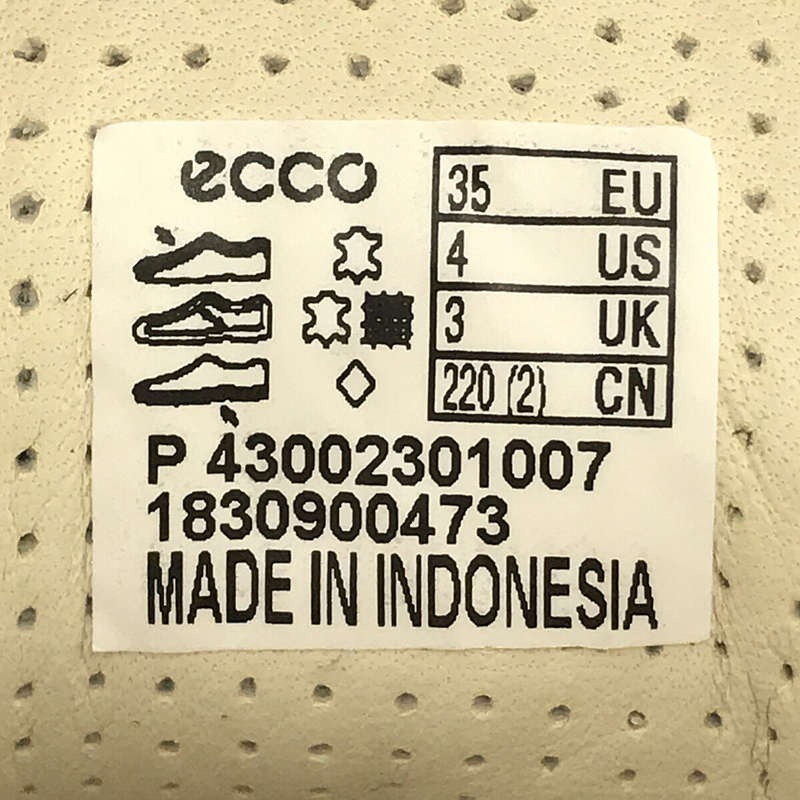 ecco
35 EU
4 US
3 UK
220 (2) CN
P 43002301007
1830900473
MADE IN INDONESIA